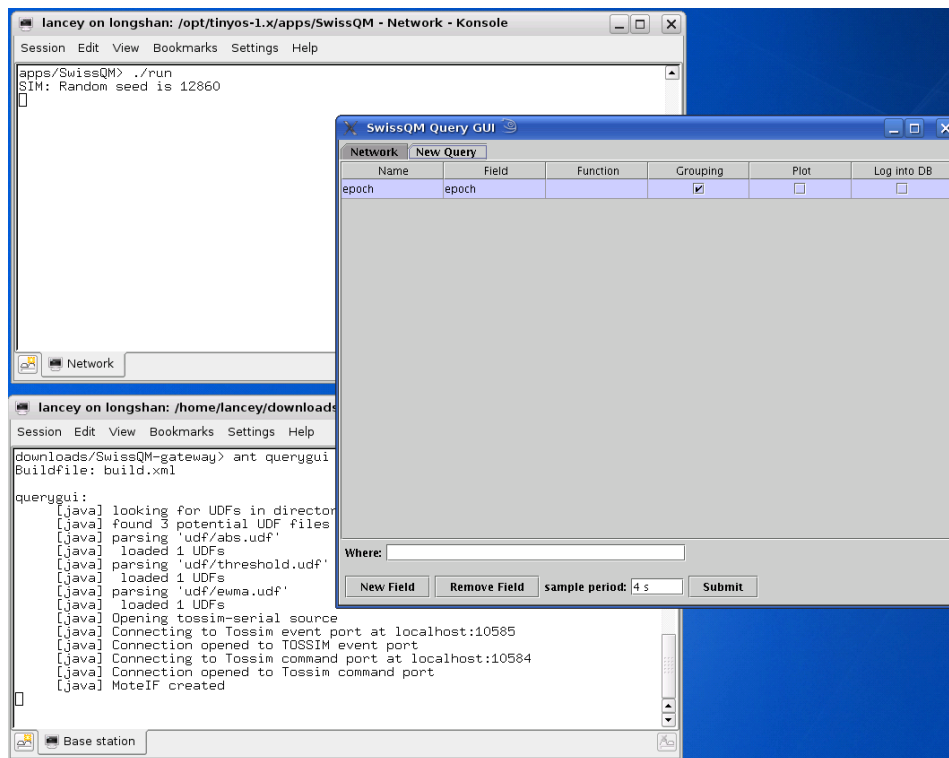 lancey on longshan: /opt/tinyos-1.x/apps/SwissQM - Network - Konsole
Session Edit View Bookmarks Settings Help
apps/SwissQM> ./run
SIM: Random seed is 12860
Network
SwissQM Query GUI
Network New Query
Name Field Function Grouping Plot Log into DB
epoch epoch
Where:
New Field Remove Field sample period: 4 s Submit
lancey on longshan: /home/lancey/downloads
Session Edit View Bookmarks Settings Help
downloads/SwissQM-gateway> ant querygui
Buildfile: build.xml
querygui:
[java] looking for UDFs in director
[java] found 3 potential UDF files
[java] parsing 'udf/abs.udf'
[java] loaded 1 UDFs
[java] parsing 'udf/threshold.udf'
[java] loaded 1 UDFs
[java] parsing 'udf/ewma.udf'
[java] loaded 1 UDFs
[java] Opening tossim-serial source
[java] Connecting to Tossim event port at localhost:10585
[java] Connection opened to TOSSIM event port
[java] Connecting to Tossim command port at localhost:10584
[java] Connection opened to Tossim command port
[java] MoteIF created
Base station